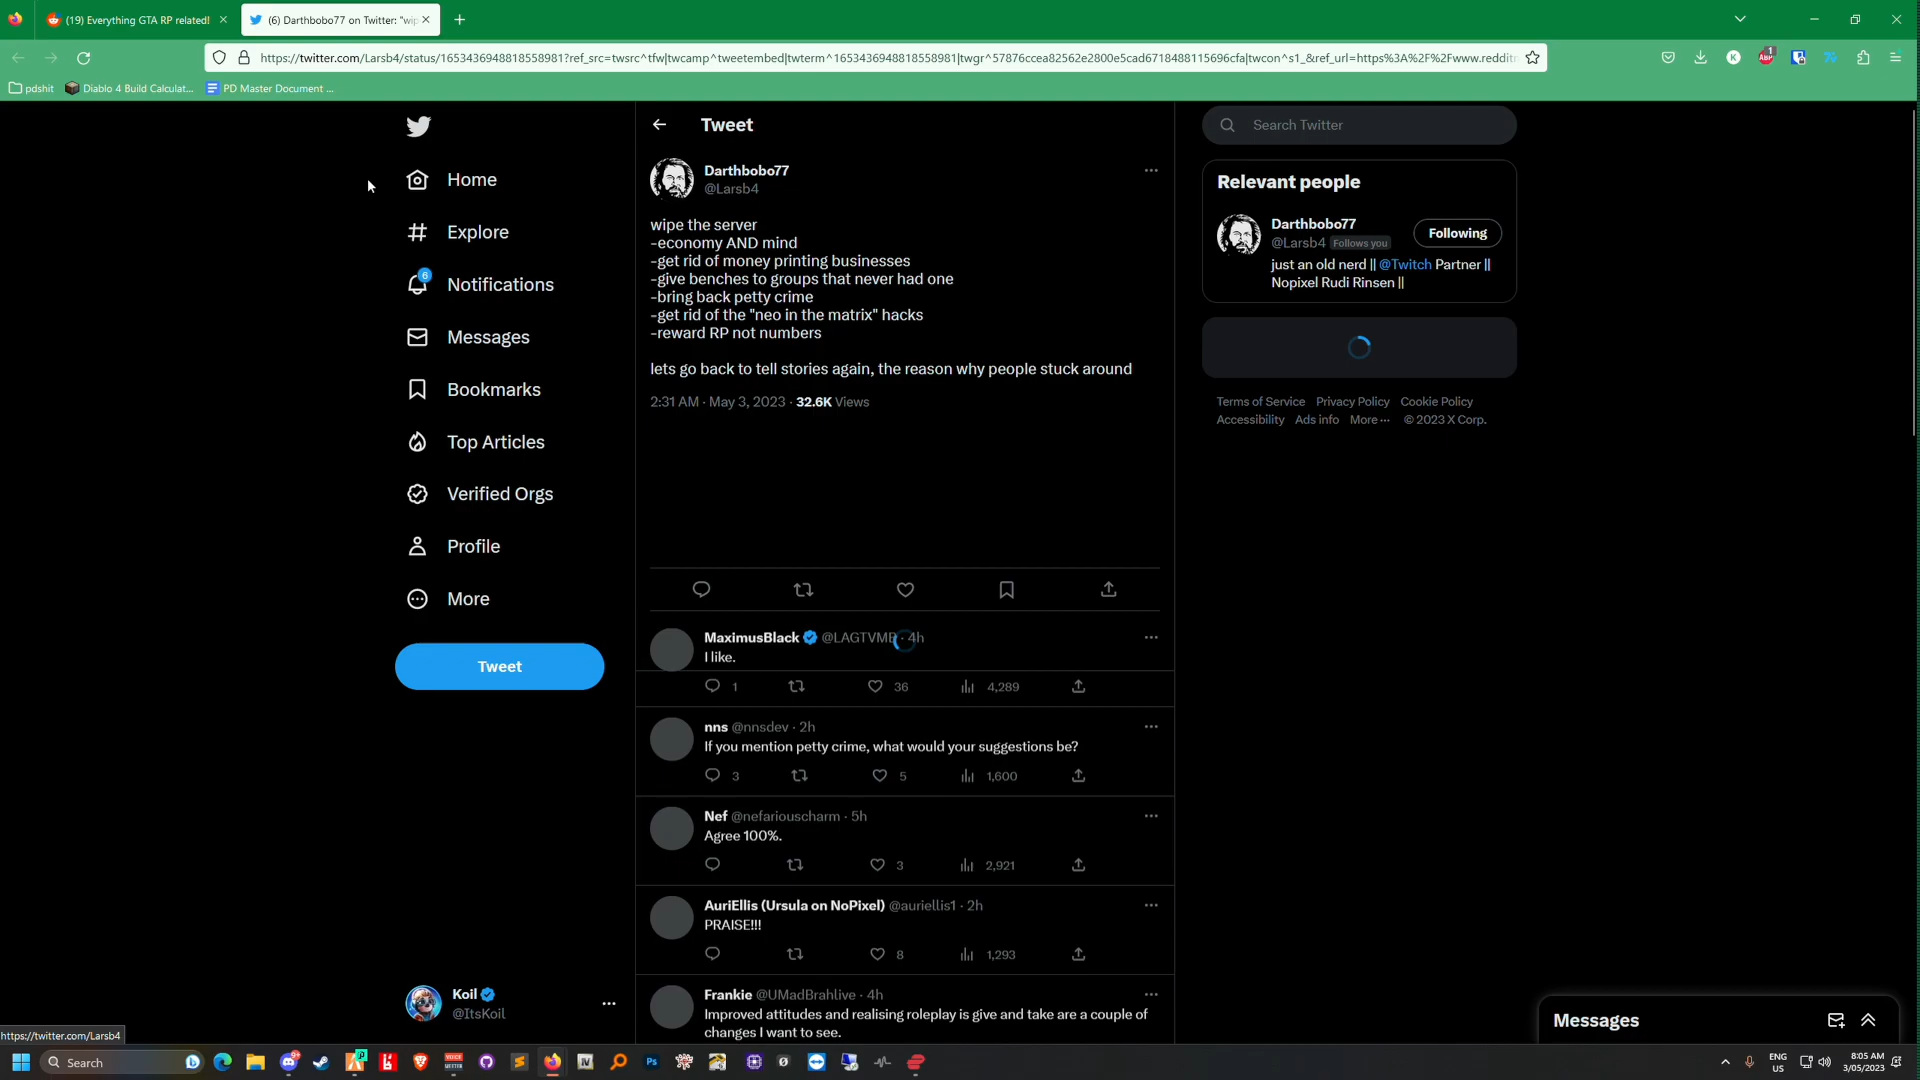 (19) Everything GTA RP related!
(6) Darthbobo77 on Twitter: "wip
https://twitter.com/Larsb4/status/1653436948818558981?ref_src=twsrc^tfw|twcamp^tweetembed|twterm^1653436948818558981|twgr^57876ccea82562e2800e5cad6718488115696cfa|twcon^s1_&ref_url=https%3A%2F%2Fwww.reddit
pdshit
Diablo 4 Build Calculat...
PD Master Document ...
Home
Explore
6
Notifications
Messages
Bookmarks
Top Articles
Verified Orgs
Profile
More
Tweet
Koil
@ItsKoil
https://twitter.com/Larsb4
Tweet
Darthbobo77
@Larsb4
wipe the server
-economy AND mind
-get rid of money printing businesses
-give benches to groups that never had one
-bring back petty crime
-get rid of the "neo in the matrix" hacks
-reward RP not numbers
lets go back to tell stories again, the reason why people stuck around
2:31 AM · May 3, 2023 · 32.6K Views
MaximusBlack @LAGTVMB · 4h
I like.
1 36 4,289
nns @nnsdev · 2h
If you mention petty crime, what would your suggestions be?
3 5 1,600
Nef @nefariouscharm · 5h
Agree 100%.
3 2,921
AuriEllis (Ursula on NoPixel) @auriellis1 · 2h
PRAISE!!!
8 1,293
Frankie @UMadBrahlive · 4h
Improved attitudes and realising roleplay is give and take are a couple of
changes I want to see.
Search Twitter
Relevant people
Darthbobo77
@Larsb4 Follows you
Following
just an old nerd || @Twitch Partner ||
Nopixel Rudi Rinsen ||
Terms of Service Privacy Policy Cookie Policy
Accessibility Ads info More ··· © 2023 X Corp.
Messages
Search
ENG
US
8:05 AM
3/05/2023